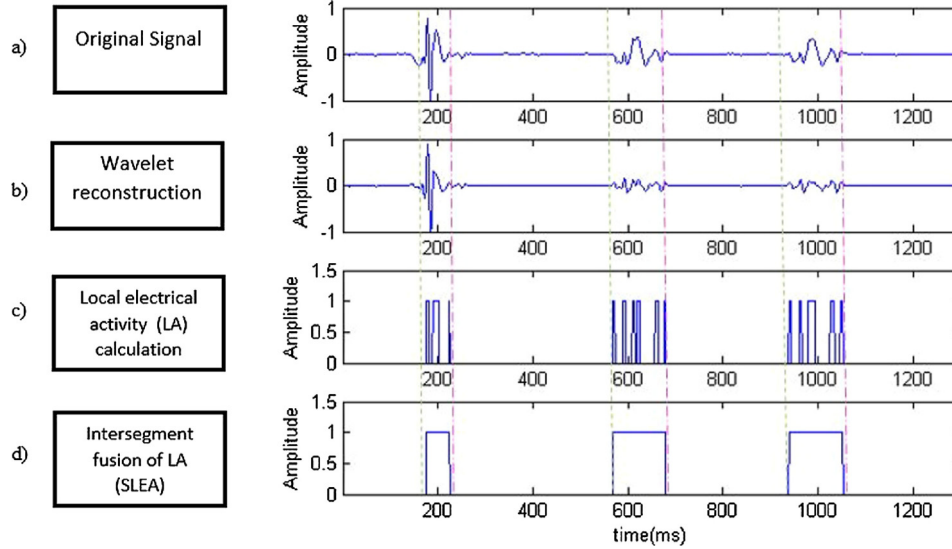 a)
Original Signal
Amplitude
1
0
-1
200 400 600 800 1000 1200
b)
Wavelet
reconstruction
Amplitude
1
0
-1
200 400 600 800 1000 1200
c)
Local electrical
activity (LA)
calculation
Amplitude
1.5
1
0.5
0
200 400 600 800 1000 1200
d)
Intersegment
fusion of LA
(SLEA)
Amplitude
1.5
1
0.5
0
200 400 600 800 1000 1200
time(ms)